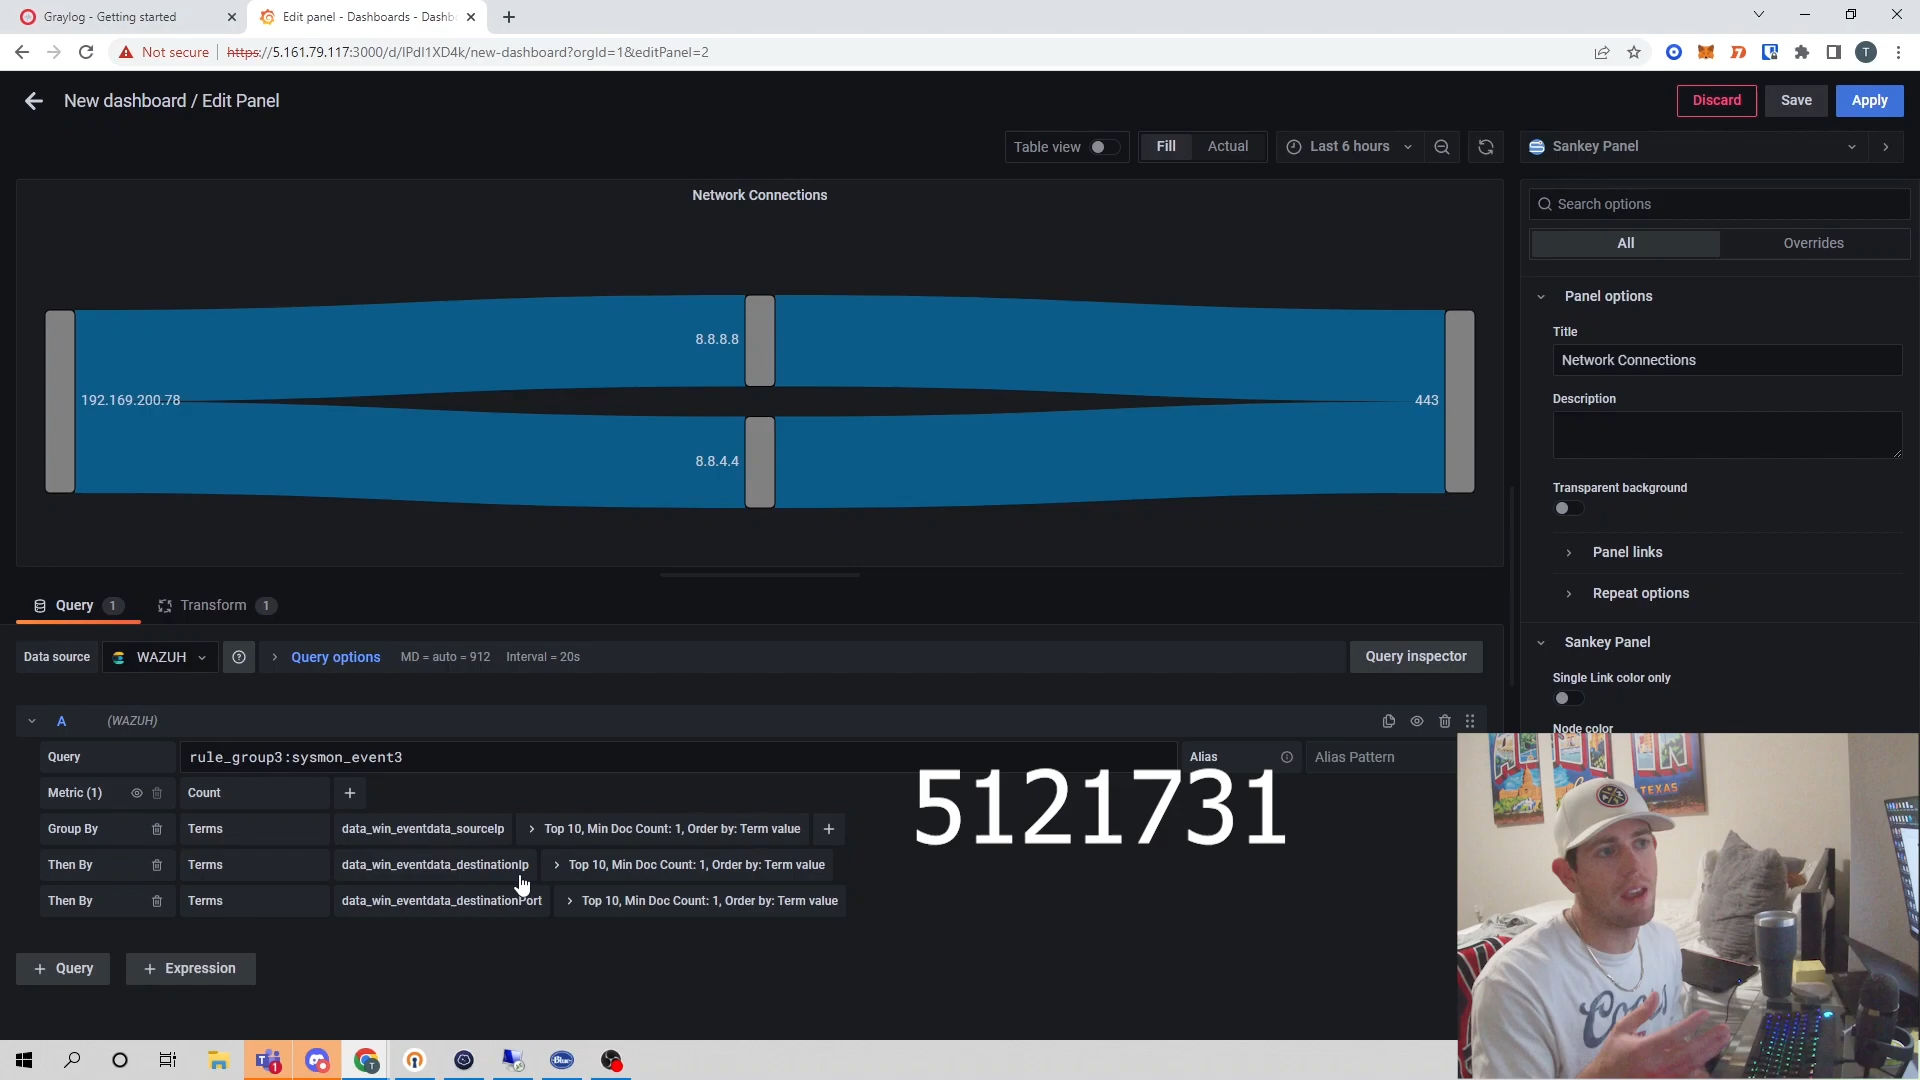 Graylog - Getting started
Edit panel - Dashboards - Dashb
Not secure
https://5.161.79.117:3000/d/lPdI1XD4k/new-dashboard?orgId=1&editPanel=2
T
New dashboard / Edit Panel
Discard
Save
Apply
Table view
Fill
Actual
Last 6 hours
Sankey Panel
Network Connections
Search options
All
Overrides
Panel options
Title
Network Connections
Description
Transparent background
Panel links
Repeat options
Sankey Panel
Single Link color only
Node color
8.8.8.8
192.169.200.78
443
8.8.4.4
Query 1
Transform 1
Data source
WAZUH
Query options
MD = auto = 912
Interval = 20s
Query inspector
A
(WAZUH)
Query
rule_group3:sysmon_event3
Alias
Alias Pattern
Metric (1)
Count
5121731
Group By
Terms
data_win_eventdata_sourceIp
Top 10, Min Doc Count: 1, Order by: Term value
Then By
Terms
data_win_eventdata_destinationIp
Top 10, Min Doc Count: 1, Order by: Term value
Then By
Terms
data_win_eventdata_destinationPort
Top 10, Min Doc Count: 1, Order by: Term value
+ Query
+ Expression
TEXAS
Coors
Blue